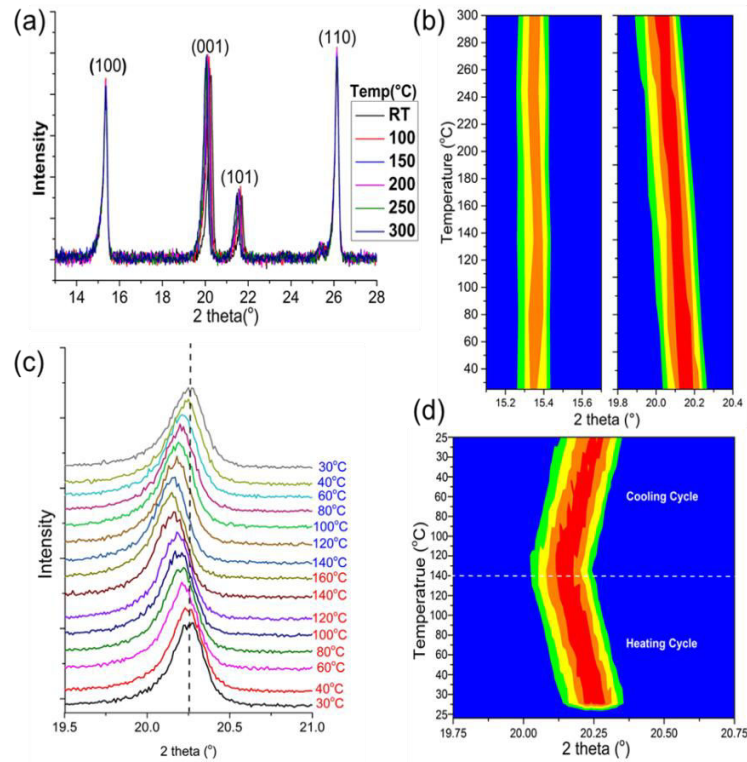 (a)
(100)
(001)
(101)
(110)
Temp(°C)
RT
100
150
200
250
300
Intensity
14 16 18 20 22 24 26 28
2 theta(°)
(b)
300
280
260
240
220
200
180
160
140
120
100
80
60
40
Temperature (°C)
15.2 15.4 15.6 19.8 20.0 20.2 20.4
2 theta (°)
(c)
Intensity
30°C
40°C
60°C
80°C
100°C
120°C
140°C
160°C
140°C
120°C
100°C
80°C
60°C
40°C
30°C
19.5 20.0 20.5 21.0
2 theta (°)
(d)
25
30
40
60
80
100
120
140
120
100
80
60
40
30
25
Temperatrue (°C)
Cooling Cycle
Heating Cycle
19.75 20.00 20.25 20.50 20.75
2 theta (°)